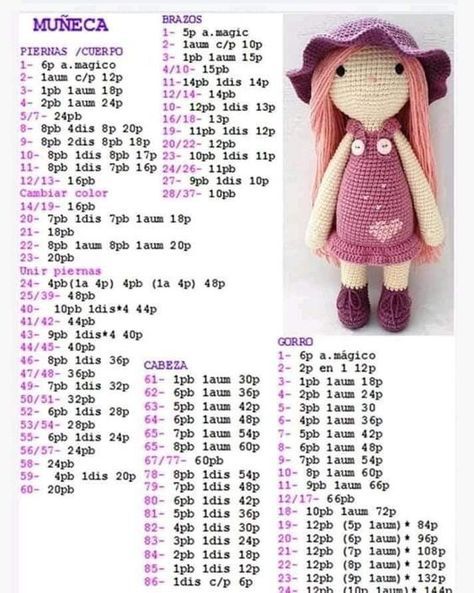 MUÑECA
PIERNAS /CUERPO
1- 6p a.magico
2- 1aum c/p 12p
3- 1pb 1aum 18p
4- 2pb 1aum 24p
5/7- 24pb
8- 8pb 4dis 8p 20p
9- 8pb 2dis 8pb 18p
10- 8pb 1dis 8pb 17p
11- 8pb 1dis 7pb 16p
12/13- 16pb
Cambiar color
14/19- 16pb
20- 7pb 1dis 7pb 1aum 18p
21- 18pb
22- 8pb 1aum 8pb 1aum 20p
23- 20pb
Unir piernas
24- 4pb(1a 4p) 4pb (1a 4p) 48p
25/39- 48pb
40- 10pb 1dis*4 44p
41/42- 44pb
43- 9pb 1dis*4 40p
44/45- 40pb
46- 8pb 1dis 36p
47/48- 36pb
49- 7pb 1dis 32p
50/51- 32pb
52- 6pb 1dis 28p
53/54- 28pb
55- 6pb 1dis 24p
56/57- 24pb
58- 24pb
59- 4pb 1dis 20p
60- 20pb
BRAZOS
1- 5p a.magic
2- 1aum c/p 10p
3- 1pb 1aum 15p
4/10- 15pb
11-14pb 1dis 14p
12/14- 14pb
10- 12pb 1dis 13p
16/18- 13p
19- 11pb 1dis 12p
20/22- 12pb
23- 10pb 1dis 11p
24/26- 11pb
27- 9pb 1dis 10p
28/37- 10pb
CABEZA
61- 1pb 1aum 30p
62- 6pb 1aum 36p
63- 5pb 1aum 42p
64- 6pb 1aum 48p
65- 7pb 1aum 54p
65- 8pb 1aum 60p
67/77- 60pb
78- 8pb 1dis 54p
79- 7pb 1dis 48p
80- 6pb 1dis 42p
81- 5pb 1dis 36p
82- 4pb 1dis 30p
83- 3pb 1dis 24p
84- 2pb 1dis 18p
85- 1pb 1dis 12p
86- 1dis c/p 6p
GORRO
1- 6p a.mágico
2- 2p en 1 12p
3- 1pb 1aum 18p
4- 2pb 1aum 24p
5- 3pb 1aum 30
6- 4pb 1aum 36p
7- 5pb 1aum 42p
8- 6pb 1aum 48p
9- 7pb 1aum 54p
10- 8p 1aum 60p
11- 9pb 1aum 66p
12/17- 66pb
18- 10pb 1aum 72p
19- 12pb (5p 1aum)* 84p
20- 12pb (6p 1aum)* 96p
21- 12pb (7p 1aum)* 108p
22- 12pb (8p 1aum)* 120p
23- 12pb (9p 1aum)* 132p
24- 12pb (10p 1aum)* 144p